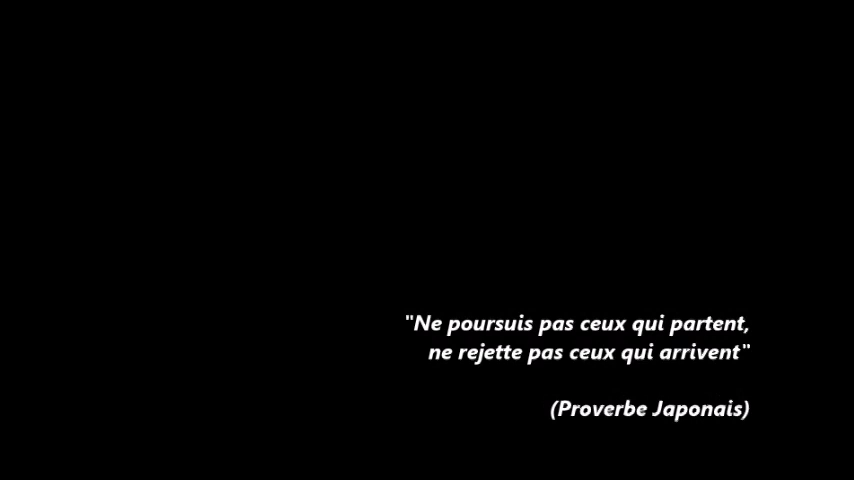 "Ne poursuis pas ceux qui partent,
ne rejette pas ceux qui arrivent"
(Proverbe Japonais)